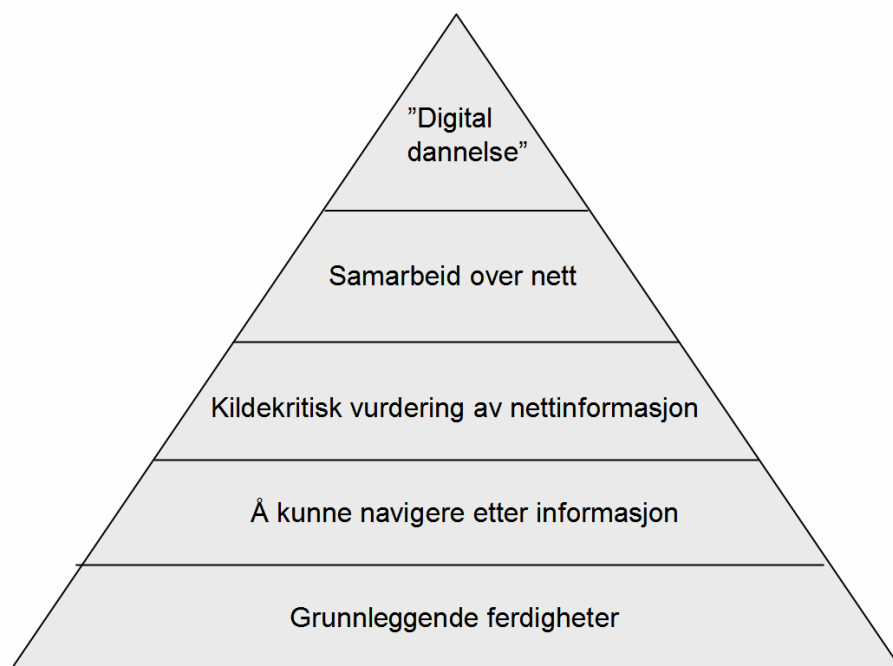 ”Digital
dannelse”
Samarbeid over nett
Kildekritisk vurdering av nettinformasjon
Å kunne navigere etter informasjon
Grunnleggende ferdigheter